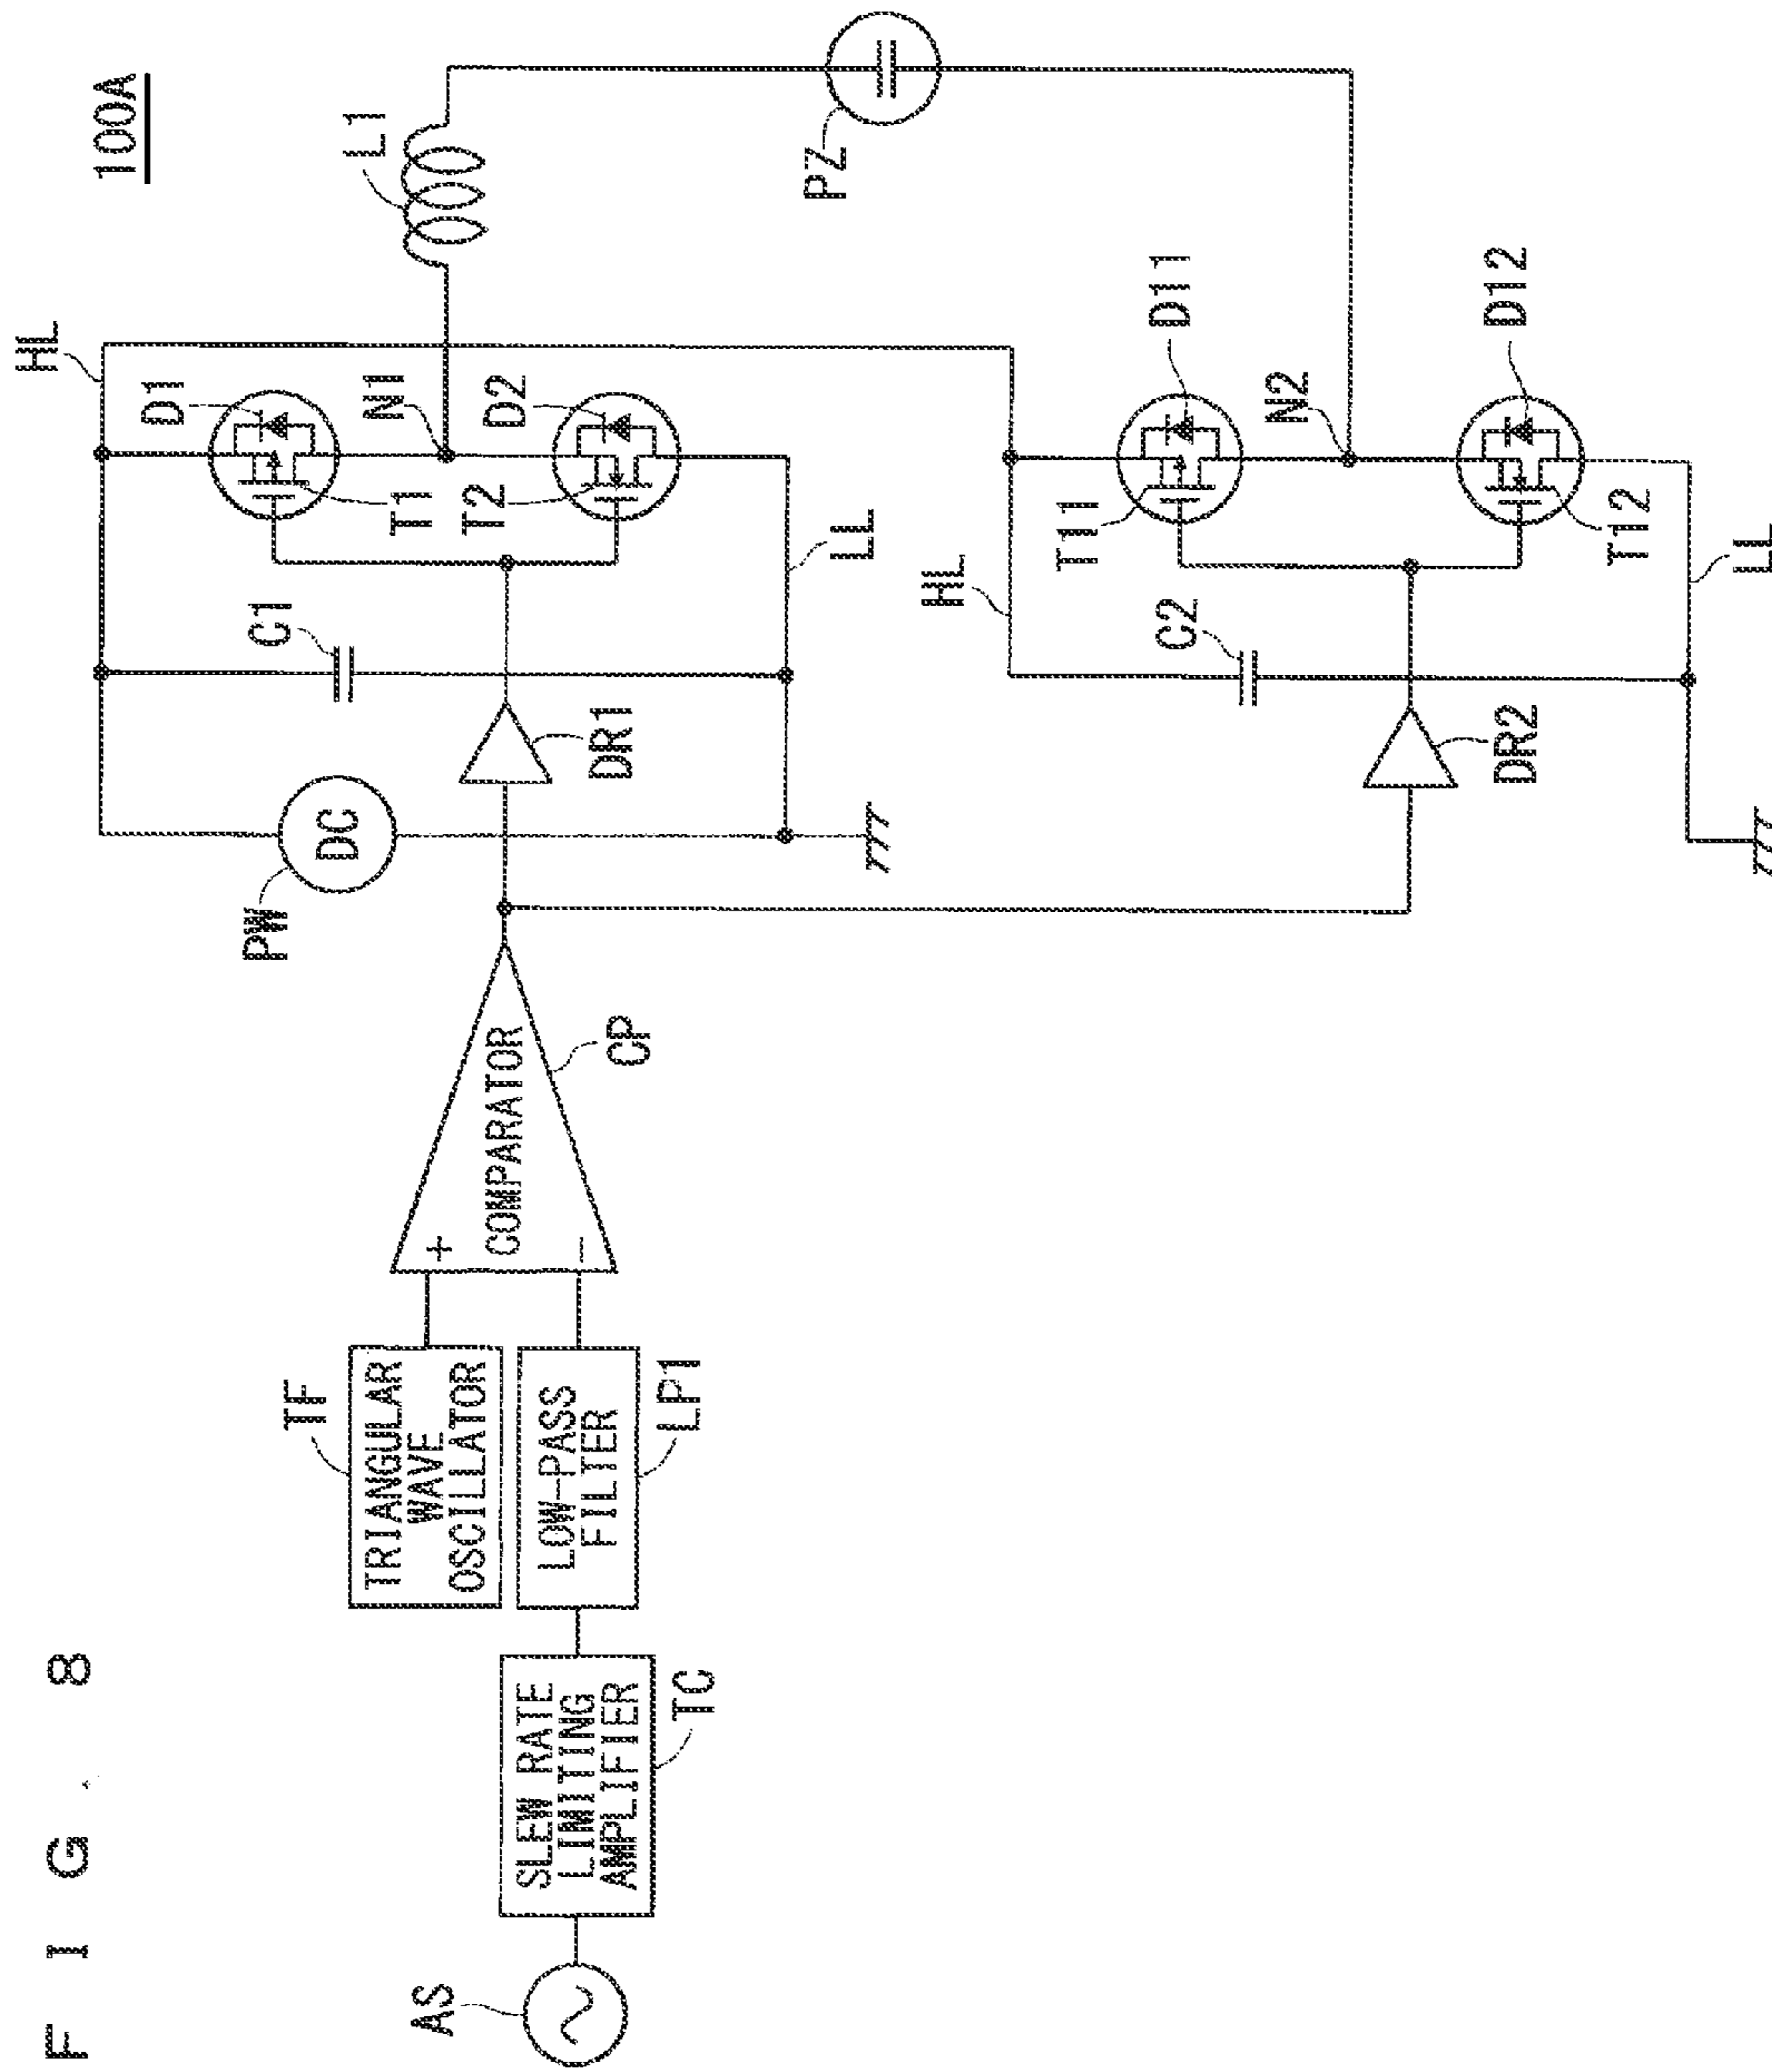 FIG. 8
100A
AS
SLEW RATE
LIMITING
AMPLIFIER
TC
TRIANGULAR
WAVE
OSCILLATOR
TF
LOW-PASS
FILTER
LP1
+
−
COMPARATOR
CP
PW
DC
DR1
C1
HL
D1
T1
N1
T2
D2
LL
L1
PZ
HL
C2
DR2
T11
D11
N2
T12
D12
LL